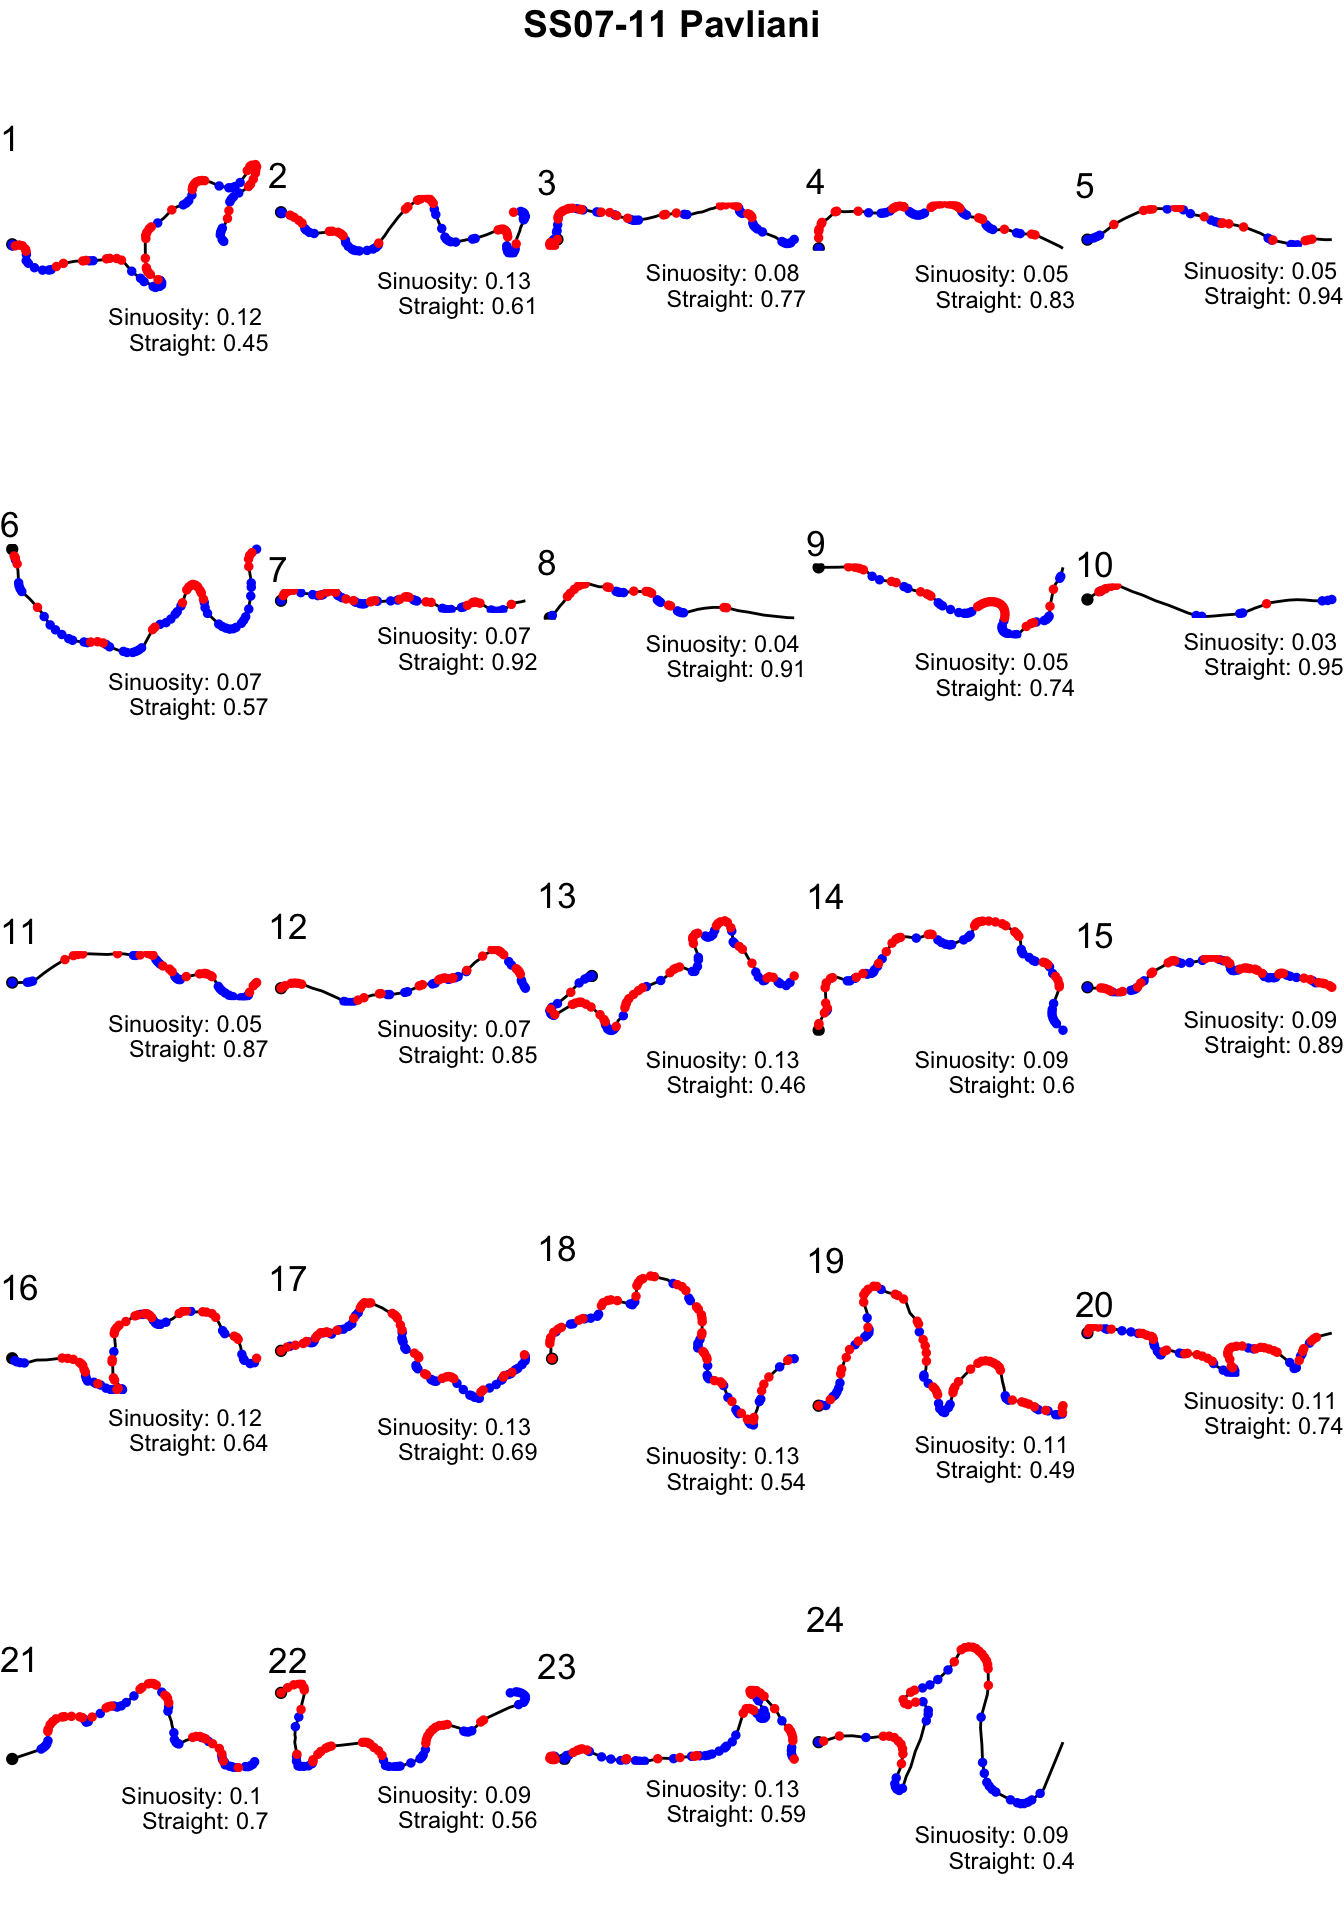 SS07-11 Pavliani
1
Sinuosity: 0.12
Straight: 0.45
2
Sinuosity: 0.13
Straight: 0.61
3
Sinuosity: 0.08
Straight: 0.77
4
Sinuosity: 0.05
Straight: 0.83
5
Sinuosity: 0.05
Straight: 0.94
6
Sinuosity: 0.07
Straight: 0.57
7
Sinuosity: 0.07
Straight: 0.92
8
Sinuosity: 0.04
Straight: 0.91
9
Sinuosity: 0.05
Straight: 0.74
10
Sinuosity: 0.03
Straight: 0.95
11
Sinuosity: 0.05
Straight: 0.87
12
Sinuosity: 0.07
Straight: 0.85
13
Sinuosity: 0.13
Straight: 0.46
14
Sinuosity: 0.09
Straight: 0.6
15
Sinuosity: 0.09
Straight: 0.89
16
Sinuosity: 0.12
Straight: 0.64
17
Sinuosity: 0.13
Straight: 0.69
18
Sinuosity: 0.13
Straight: 0.54
19
Sinuosity: 0.11
Straight: 0.49
20
Sinuosity: 0.11
Straight: 0.74
21
Sinuosity: 0.1
Straight: 0.7
22
Sinuosity: 0.09
Straight: 0.56
23
Sinuosity: 0.13
Straight: 0.59
24
Sinuosity: 0.09
Straight: 0.4